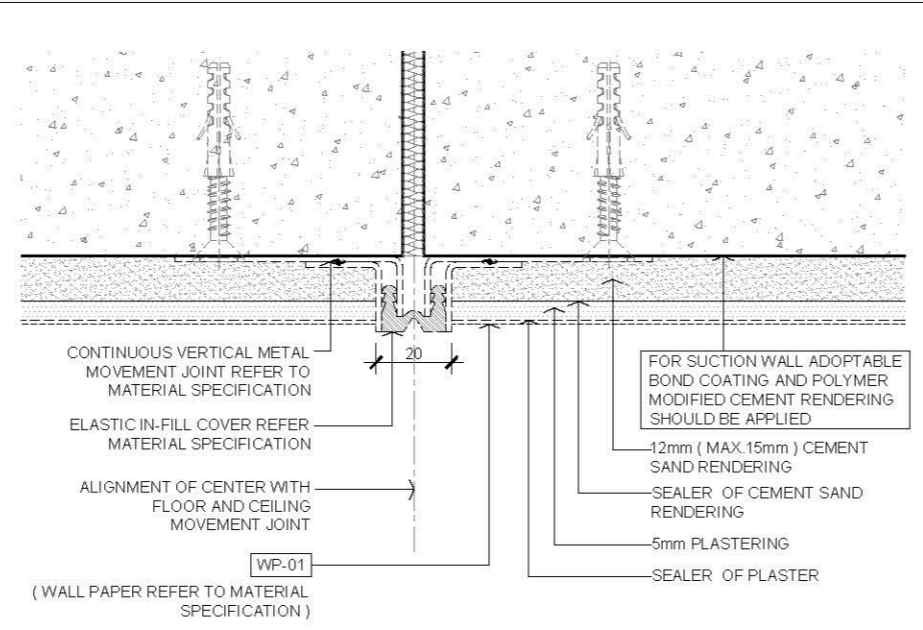 CONTINUOUS VERTICAL METAL
MOVEMENT JOINT REFER TO
MATERIAL SPECIFICATION
20
ELASTIC IN-FILL COVER REFER
MATERIAL SPECIFICATION
ALIGNMENT OF CENTER WITH
FLOOR AND CEILING
MOVEMENT JOINT
WP-01
( WALL PAPER REFER TO MATERIAL
SPECIFICATION )
FOR SUCTION WALL ADOPTABLE
BOND COATING AND POLYMER
MODIFIED CEMENT RENDERING
SHOULD BE APPLIED
12mm ( MAX.15mm ) CEMENT
SAND RENDERING
SEALER OF CEMENT SAND
RENDERING
5mm PLASTERING
SEALER OF PLASTER